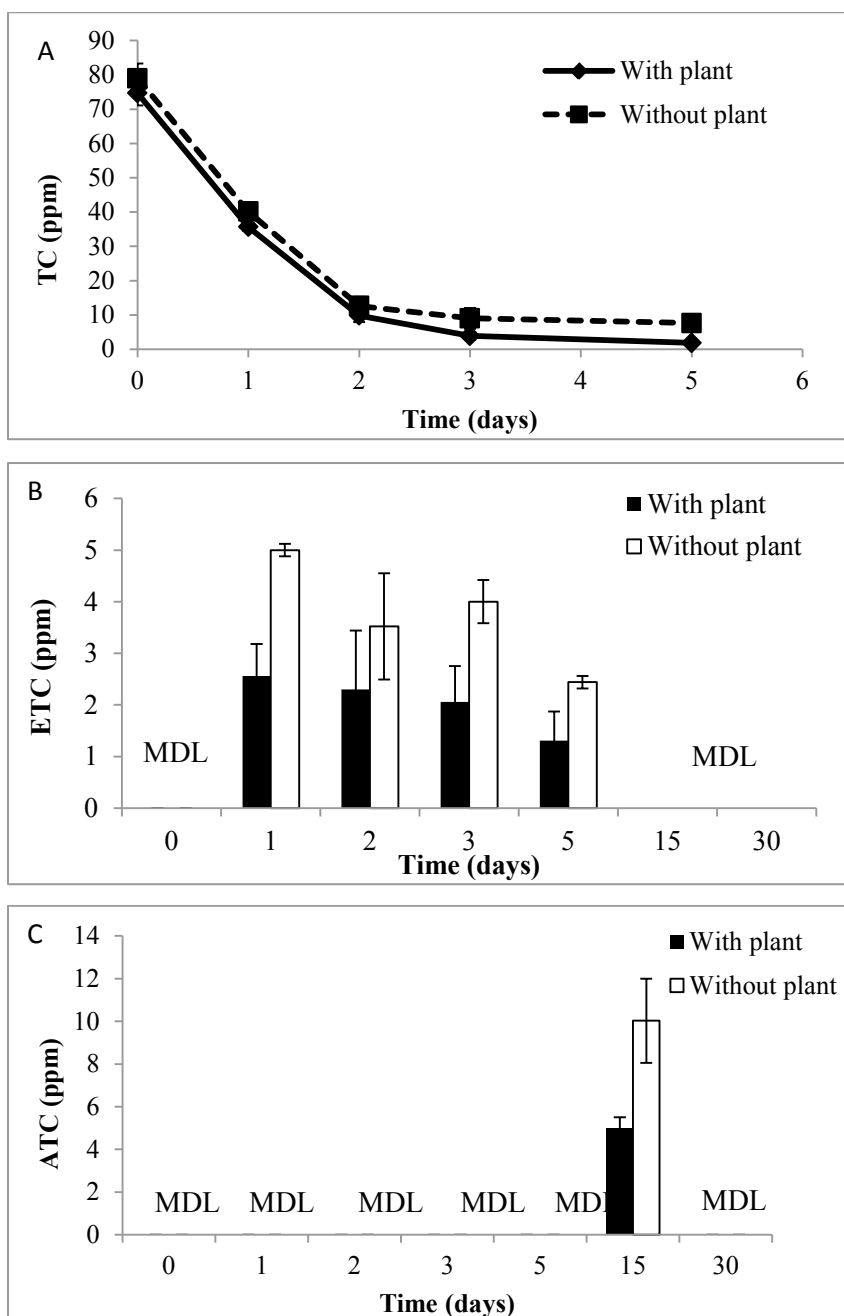 A
90
80
70
60
50
40
30
20
10
0
TC (ppm)
With plant
Without plant
0 1 2 3 4 5 6
Time (days)
B
6
5
4
3
2
1
0
ETC (ppm)
With plant
Without plant
MDL MDL
0 1 2 3 5 15 30
Time (days)
C
14
12
10
8
6
4
2
0
ATC (ppm)
With plant
Without plant
MDL MDL MDL MDL MDL MDL
0 1 2 3 5 15 30
Time (days)